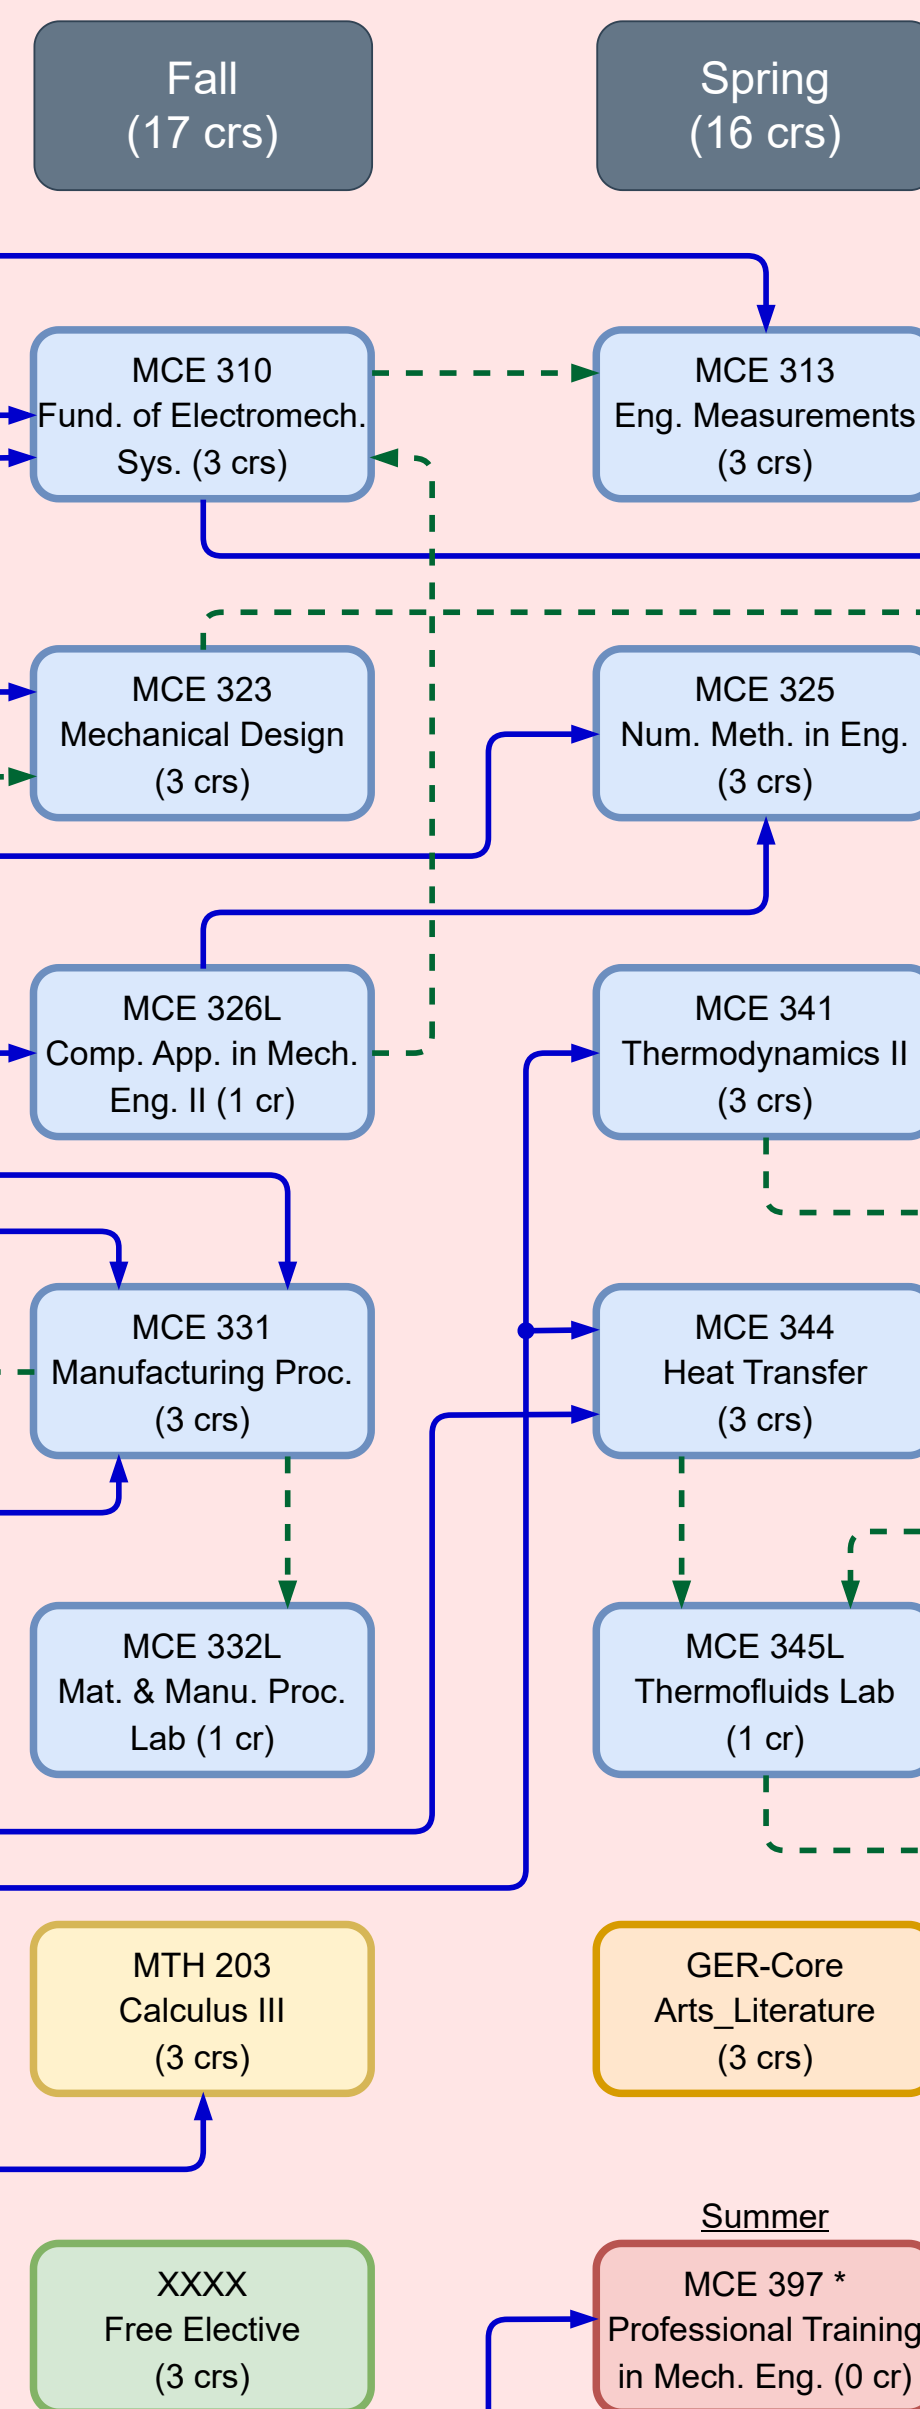 Fall
(17 crs)
Spring
(16 crs)
MCE 310
Fund. of Electromech.
Sys. (3 crs)
MCE 313
Eng. Measurements
(3 crs)
MCE 323
Mechanical Design
(3 crs)
MCE 325
Num. Meth. in Eng.
(3 crs)
MCE 326L
Comp. App. in Mech.
Eng. II (1 cr)
MCE 341
Thermodynamics II
(3 crs)
MCE 331
Manufacturing Proc.
(3 crs)
MCE 344
Heat Transfer
(3 crs)
MCE 332L
Mat. & Manu. Proc.
Lab (1 cr)
MCE 345L
Thermofluids Lab
(1 cr)
MTH 203
Calculus III
(3 crs)
GER-Core
Arts_Literature
(3 crs)
XXXX
Free Elective
(3 crs)
Summer
MCE 397 *
Professional Training
in Mech. Eng. (0 cr)